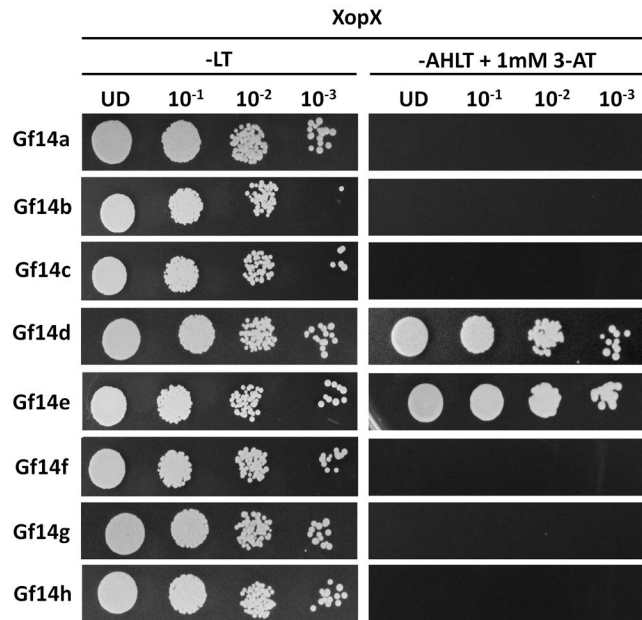 XopX
-LT -AHLT + 1mM 3-AT
UD 10-1 10-2 10-3 UD 10-1 10-2 10-3
Gf14a
Gf14b
Gf14c
Gf14d
Gf14e
Gf14f
Gf14g
Gf14h